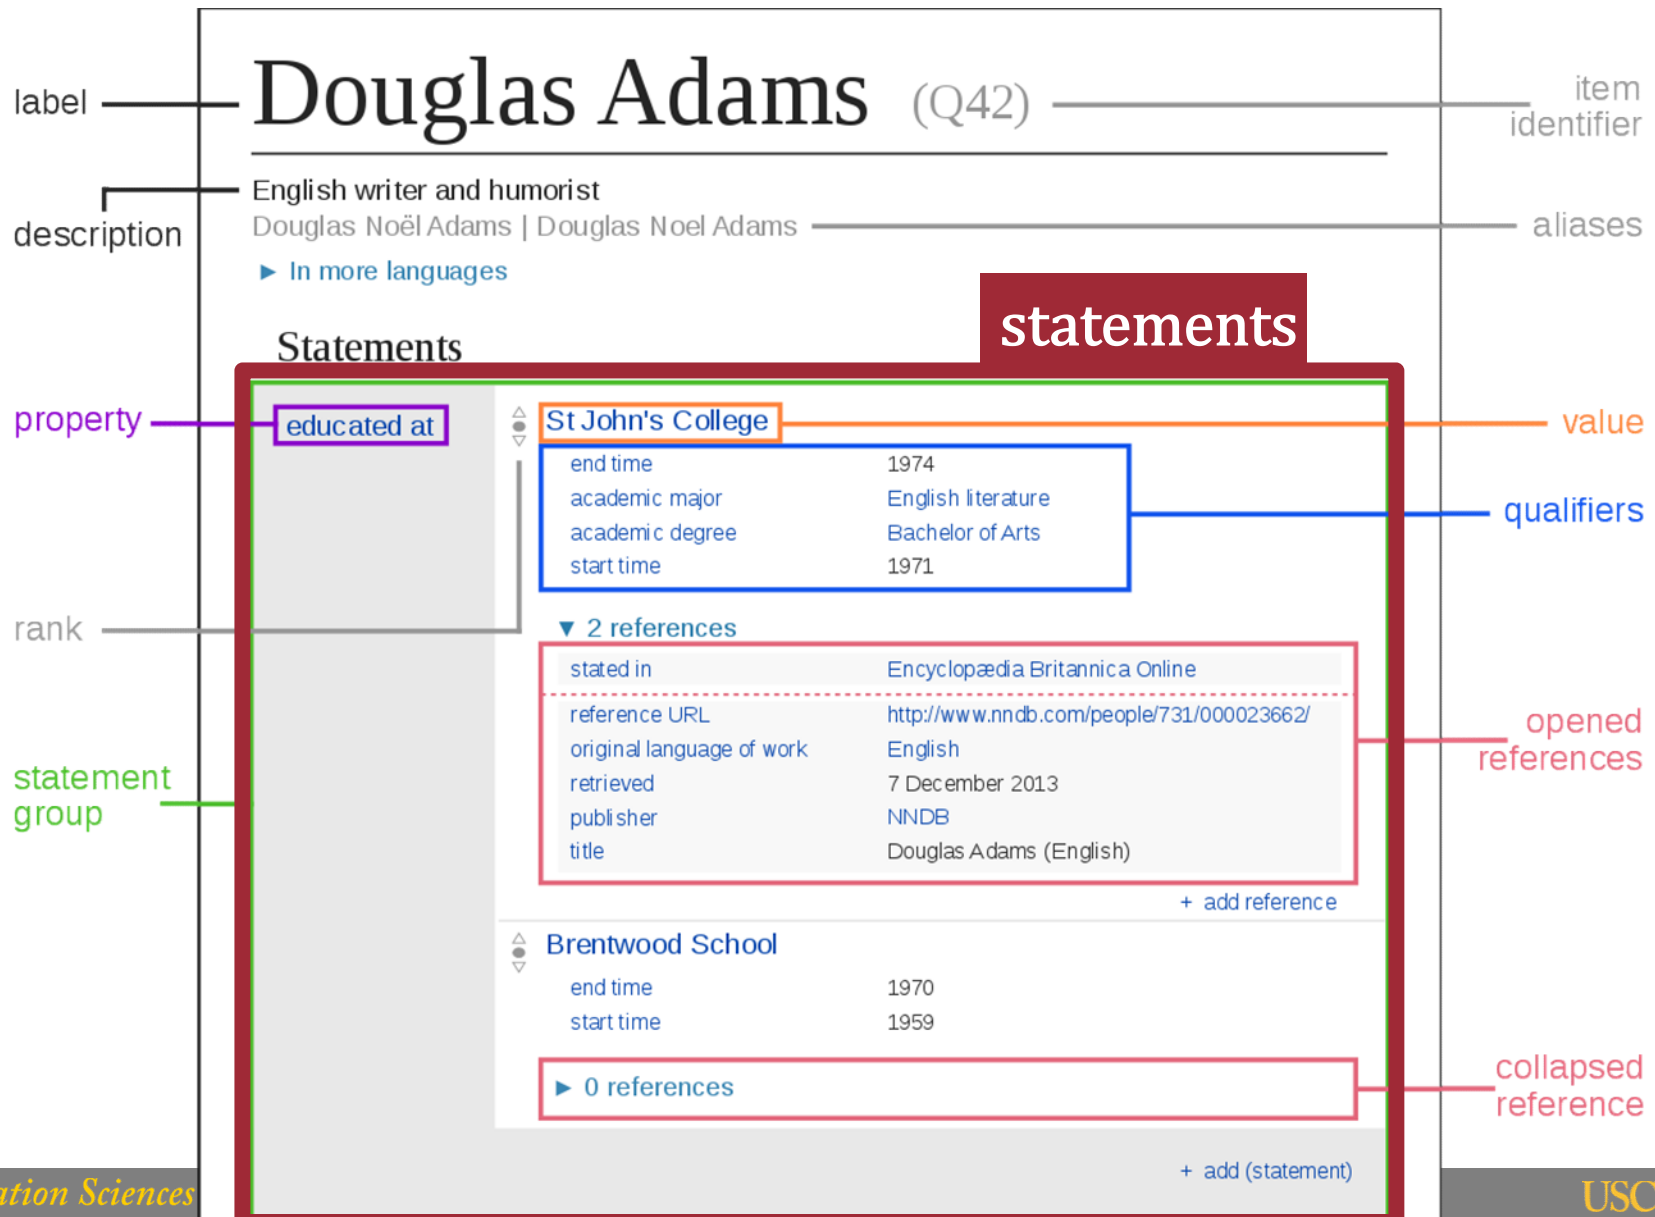 label
Douglas Adams (Q42)
item
identifier
description
English writer and humorist
Douglas Noël Adams | Douglas Noel Adams
aliases
► In more languages
statements
Statements
property
educated at
St John's College
value
end time 1974
academic major English literature
academic degree Bachelor of Arts
start time 1971
qualifiers
rank
▼ 2 references
stated in Encyclopædia Britannica Online
reference URL http://www.nndb.com/people/731/000023662/
original language of work English
retrieved 7 December 2013
publisher NNDB
title Douglas Adams (English)
opened
references
statement
group
+ add reference
Brentwood School
end time 1970
start time 1959
► 0 references
collapsed
reference
+ add (statement)
ation Sciences
USC